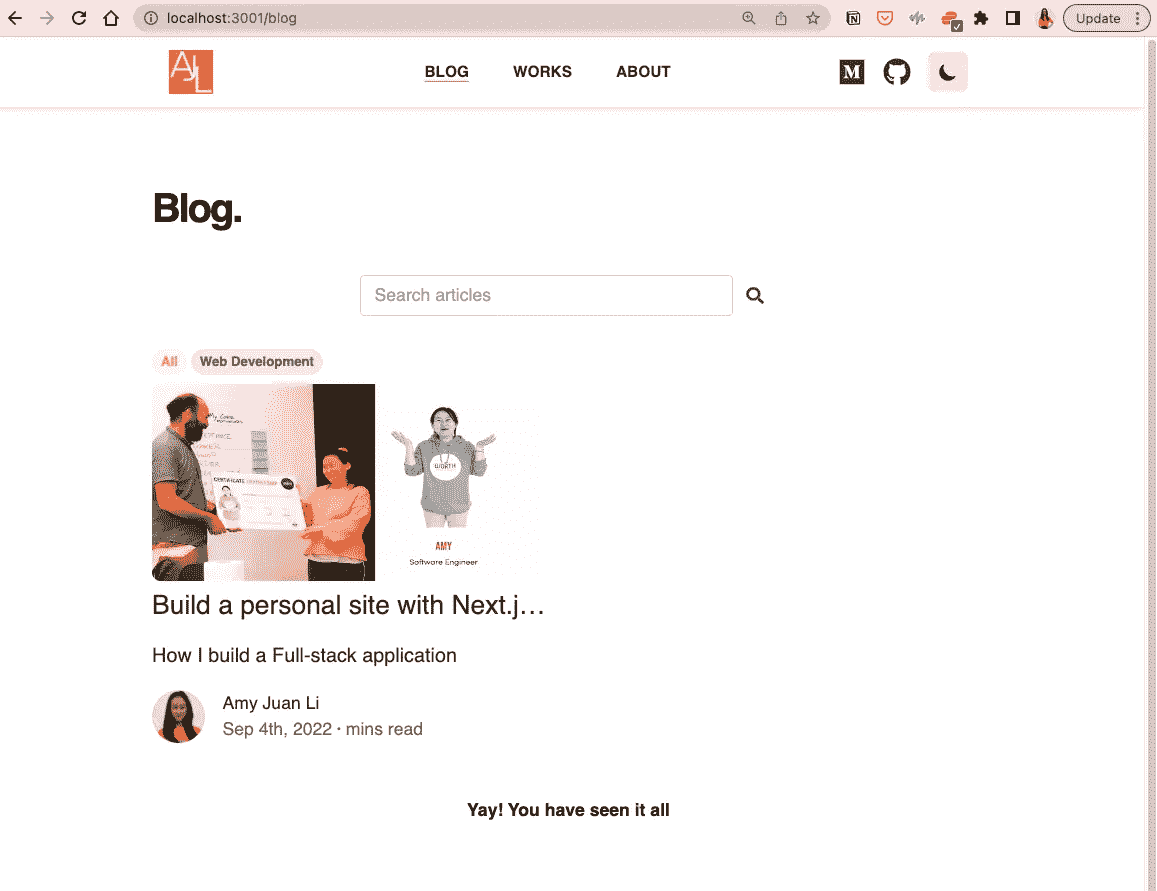 localhost:3001/blog
Update
AJL
BLOG
WORKS
ABOUT
M
Blog.
Search articles
All
Web Development
CERTIFICATE
WORTH
AMY
Software Engineer
Build a personal site with Next.j…
How I build a Full-stack application
Amy Juan Li
Sep 4th, 2022 · mins read
Yay! You have seen it all